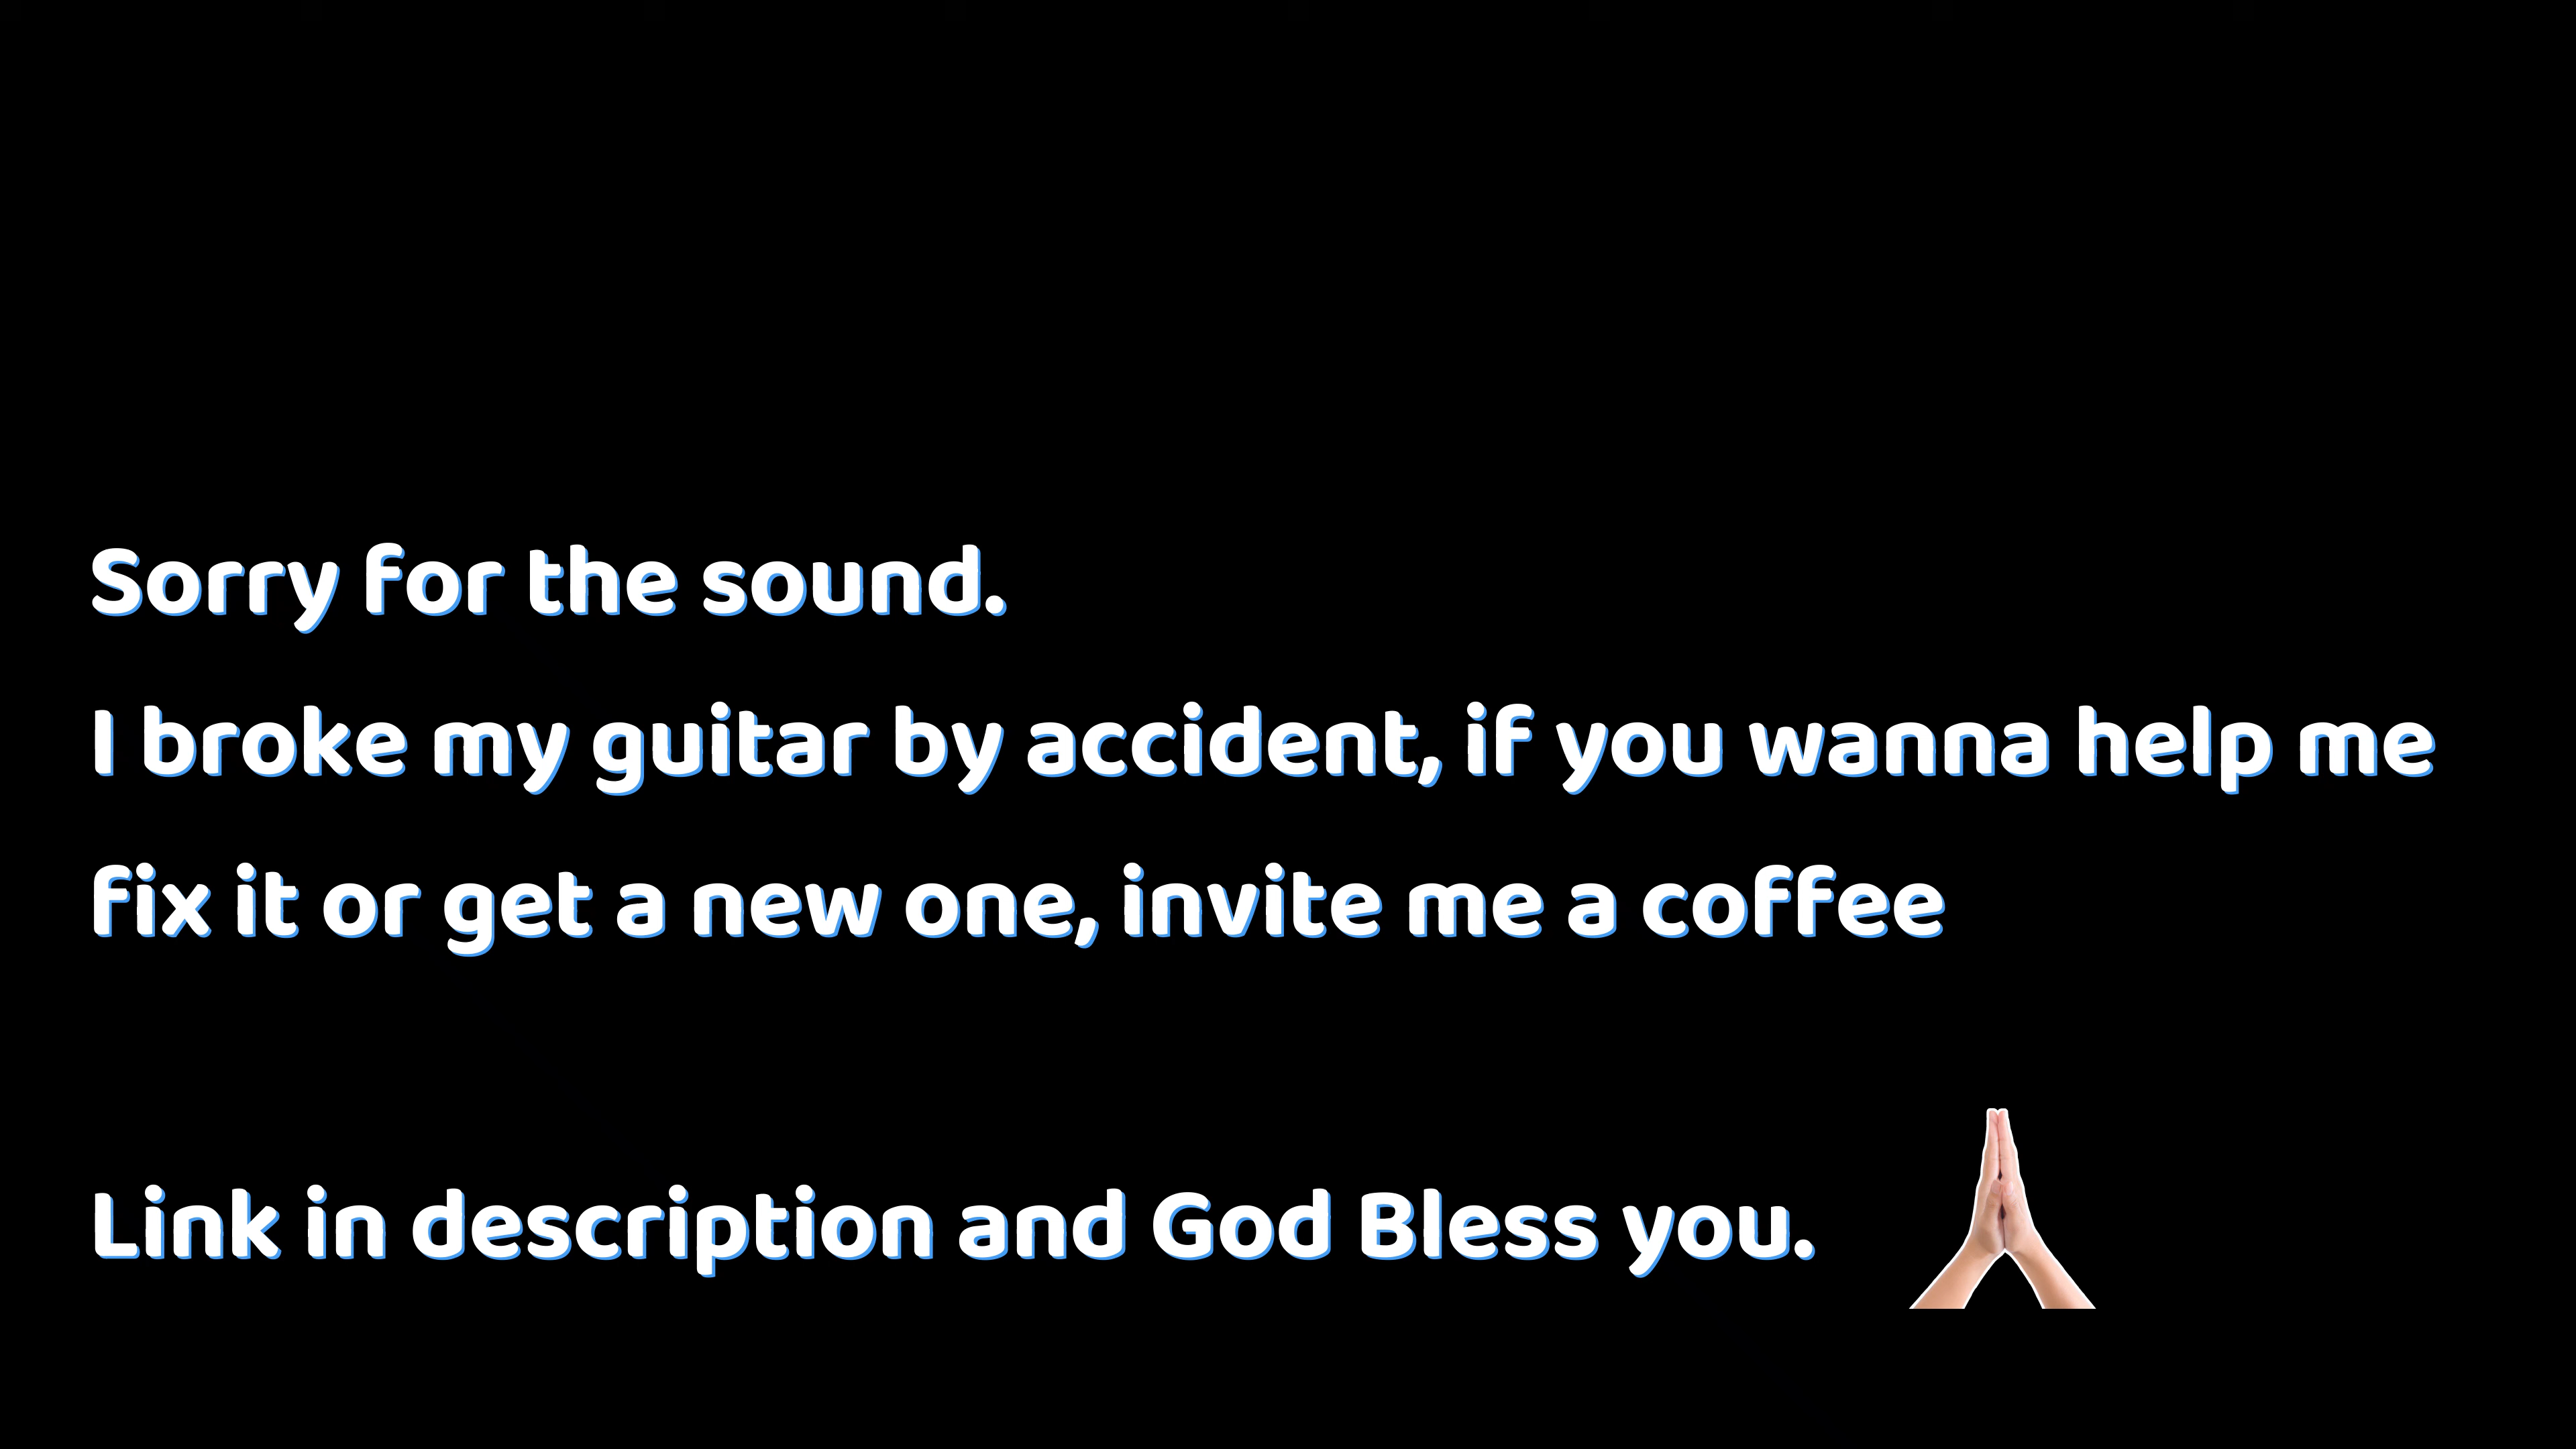 Sorry for the sound.
I broke my guitar by accident, if you wanna help me
fix it or get a new one, invite me a coffee
Link in description and God Bless you.